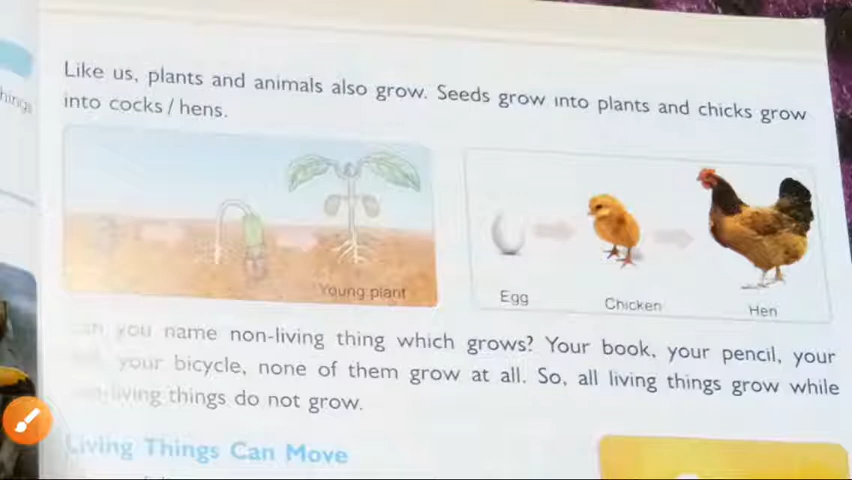 Like us, plants and animals also grow. Seeds grow into plants and chicks grow
into cocks / hens.
Young plant
Egg
Chicken
Hen
you name non-living thing which grows? Your book, your pencil, your
your bicycle, none of them grow at all. So, all living things grow while
things do not grow.
Living Things Can Move